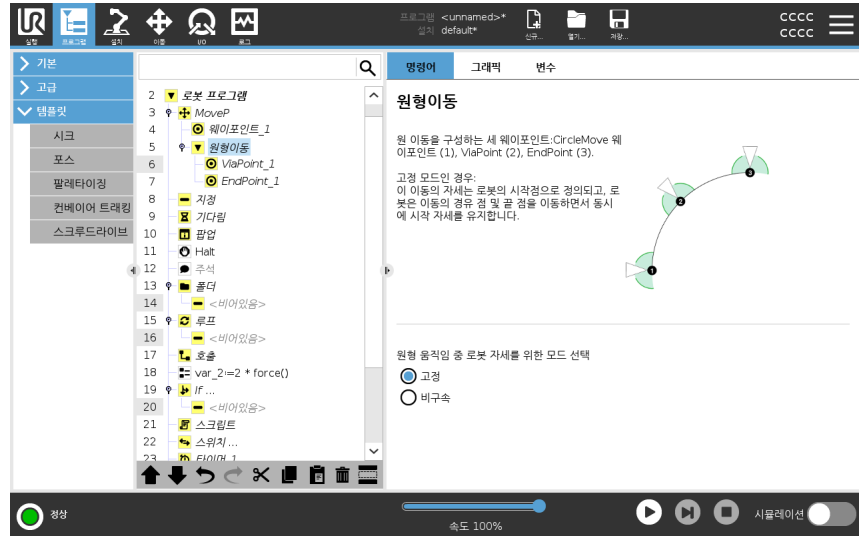 UR
실행
프로그램
설치
이동
I/O
로그
프로그램 <unnamed>*
설치 default*
신규...
열기...
저장...
cccc
cccc
기본
고급
템플릿
시크
포스
팔레타이징
컨베이어 트래킹
스크루드라이브
2 로봇 프로그램
3 MoveP
4 웨이포인트_1
5 원형이동
6 ViaPoint_1
7 EndPoint_1
8 지정
9 기다림
10 팝업
11 Halt
12 주석
13 폴더
14 <비어있음>
15 루프
16 <비어있음>
17 호출
18 var_2≔2 * force()
19 If ...
20 <비어있음>
21 스크립트
22 스위치 ...
23 타이머_1
명령어
그래픽
변수
원형이동
원 이동을 구성하는 세 웨이포인트:CircleMove 웨
이포인트 (1), ViaPoint (2), EndPoint (3).
고정 모드인 경우:
이 이동의 자세는 로봇의 시작점으로 정의되고, 로
봇은 이동의 경유 점 및 끝 점을 이동하면서 동시
에 시작 자세를 유지합니다.
3
2
1
원형 움직임 중 로봇 자세를 위한 모드 선택
고정
비구속
정상
속도 100%
시뮬레이션